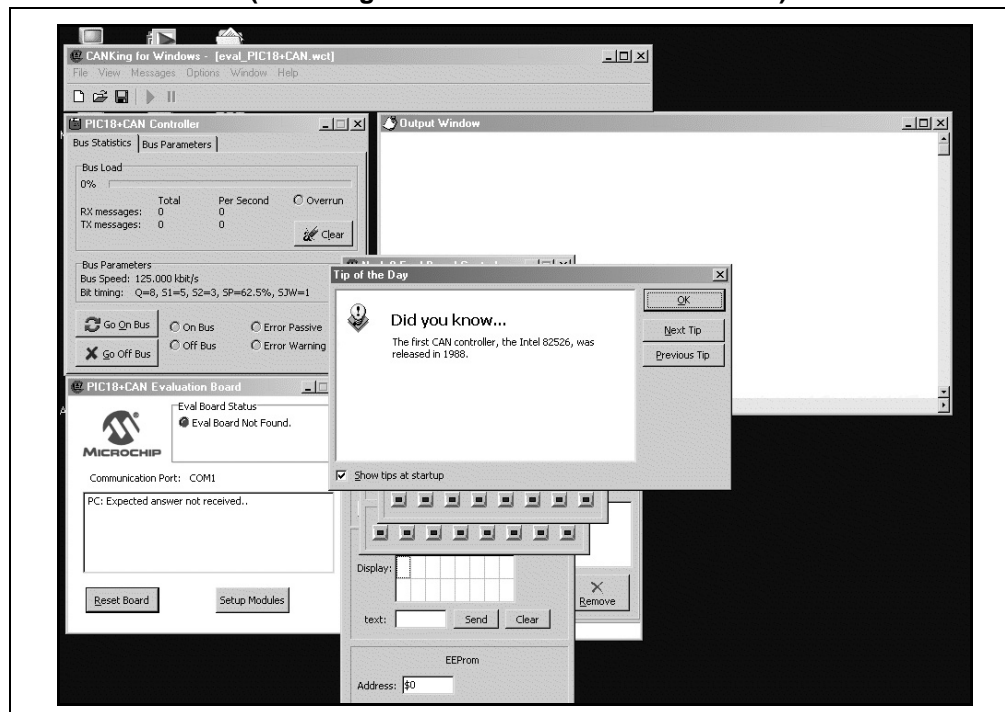 CANKing for Windows - [eval_PIC18+CAN.wct]
File View Messages Options Window Help
PIC18+CAN Controller
Bus Statistics
Bus Parameters
Bus Load
0%
Total Per Second
Overrun
RX messages: 0 0
TX messages: 0 0
Clear
Bus Parameters
Bus Speed: 125.000 kbit/s
Bit timing: Q=8, S1=5, S2=3, SP=62.5%, SJW=1
Go On Bus
On Bus
Error Passive
Go Off Bus
Off Bus
Error Warning
Output Window
Tip of the Day
Did you know...
The first CAN controller, the Intel 82526, was
released in 1988.
OK
Next Tip
Previous Tip
Show tips at startup
PIC18+CAN Evaluation Board
Eval Board Status
Eval Board Not Found.
MICROCHIP
Communication Port: COM1
PC: Expected answer not received..
Reset Board
Setup Modules
Display:
text:
Send
Clear
Remove
EEProm
Address: $0